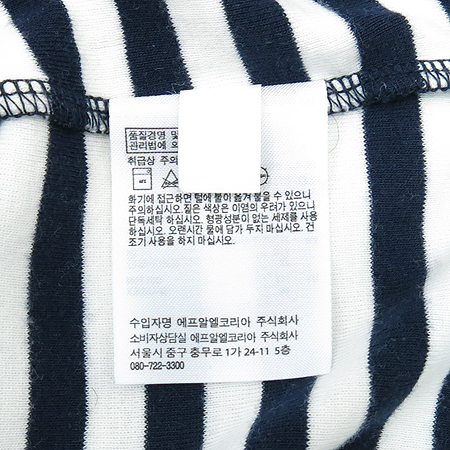 품질경영 및
관리법에 의
취급상 주의
화기에 접근하면 털에 불이 옮겨 붙을 수 있으니
주의하십시오. 짙은 색상은 이염의 우려가 있으니
단독세탁 하십시오. 형광성분이 없는 세제를 사용
하십시오. 오랜시간 물에 담가 두지 마십시오. 건
조기 사용을 하지 마십시오.
수입자명 에프알엘코리아 주식회사
소비자상담실 에프알엘코리아 주식회사
서울시 중구 충무로 1가 24-11 5층
080-722-3300